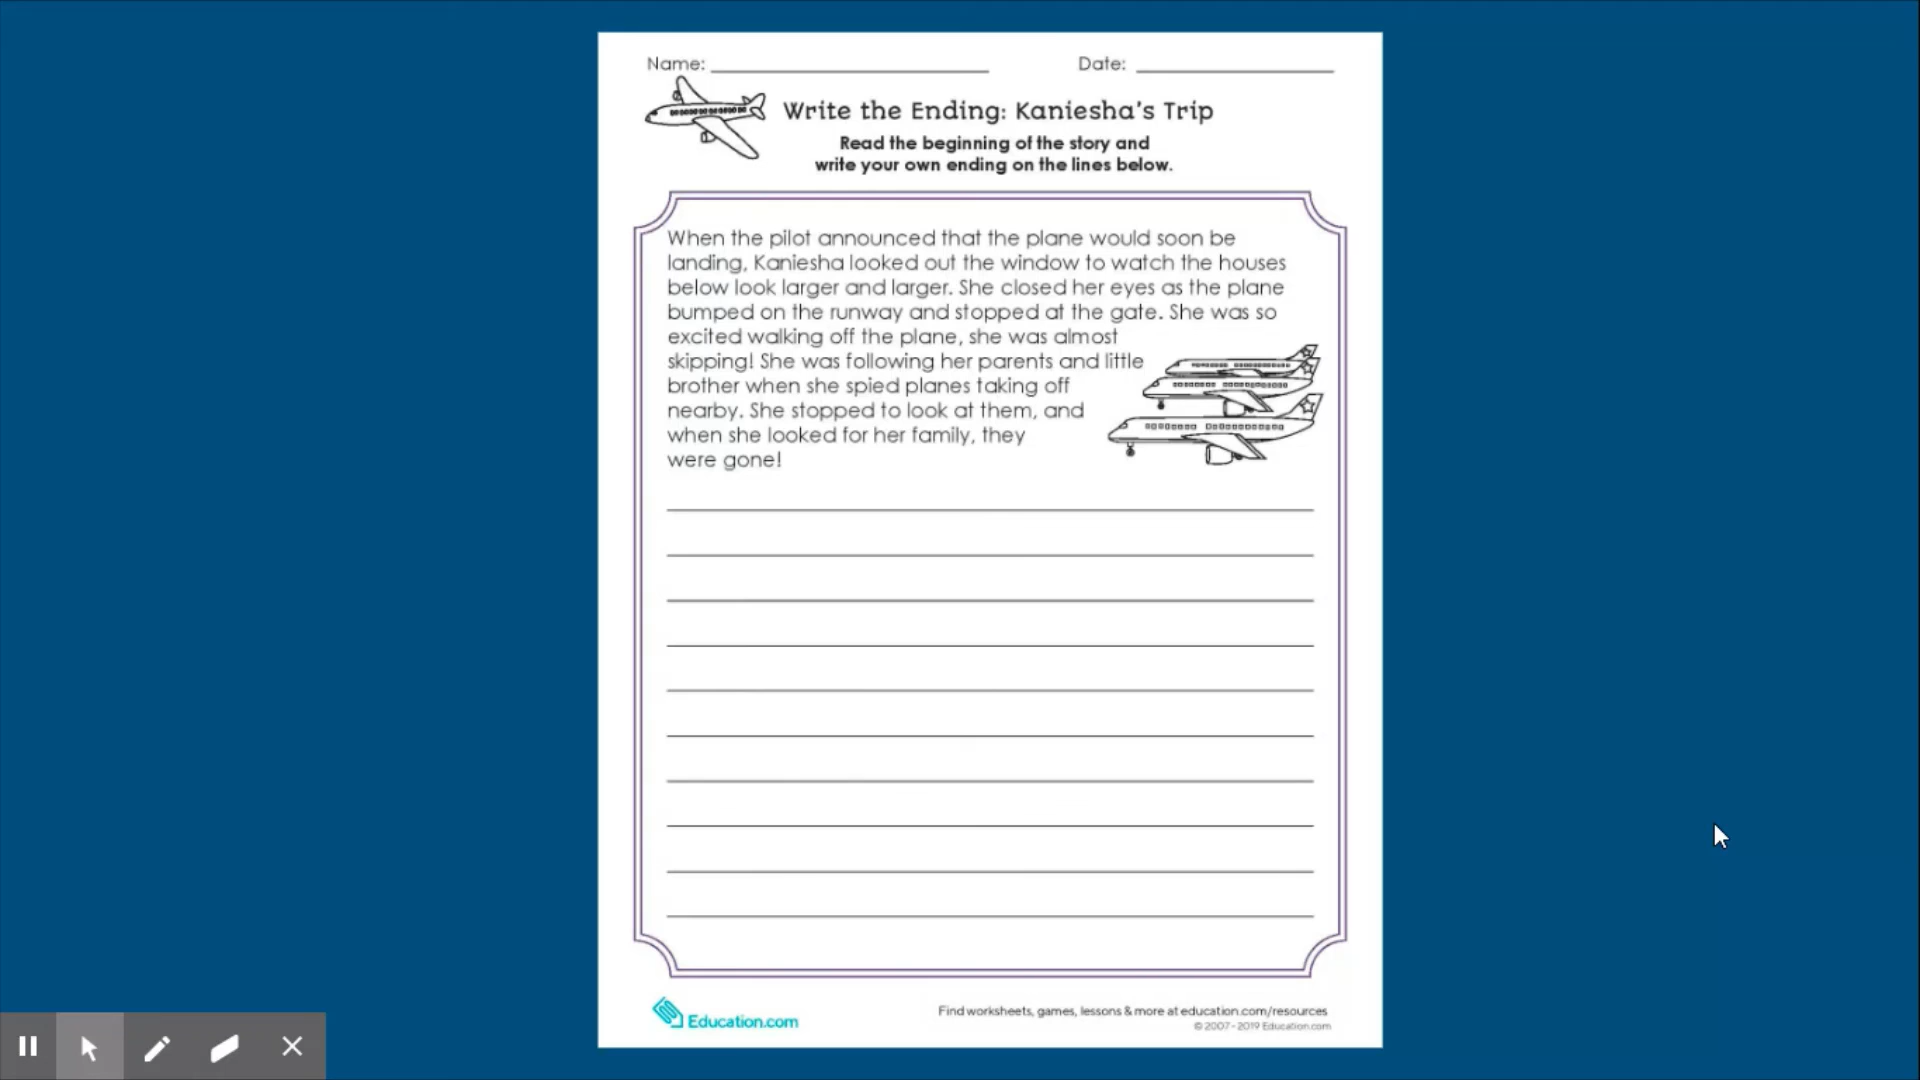 Name: Date:
Write the Ending: Kaniesha's Trip
Read the beginning of the story and
write your own ending on the lines below.
When the pilot announced that the plane would soon be
landing, Kaniesha looked out the window to watch the houses
below look larger and larger. She closed her eyes as the plane
bumped on the runway and stopped at the gate. She was so
excited walking off the plane, she was almost
skipping! She was following her parents and little
brother when she spied planes taking off
nearby. She stopped to look at them, and
when she looked for her family, they
were gone!
Education.com
Find worksheets, games, lessons & more at education.com/resources
© 2007 - 2019 Education.com